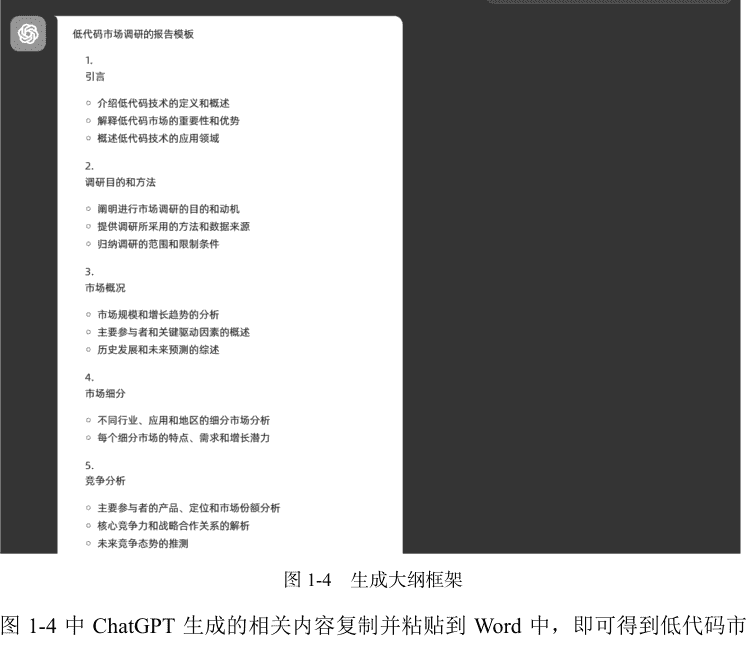 低代码市场调研的报告模板
1.
引言
介绍低代码技术的定义和概述
解释低代码市场的重要性和优势
概述低代码技术的应用领域
2.
调研目的和方法
阐明进行市场调研的目的和动机
提供调研所采用的方法和数据来源
归纳调研的范围和限制条件
3.
市场概况
市场规模和增长趋势的分析
主要参与者和关键驱动因素的概述
历史发展和未来预测的综述
4.
市场细分
不同行业、应用和地区的细分市场分析
每个细分市场的特点、需求和增长潜力
5.
竞争分析
主要参与者的产品、定位和市场份额分析
核心竞争力和战略合作关系的解析
未来竞争态势的推测
图 1-4 生成大纲框架
图 1-4 中 ChatGPT 生成的相关内容复制并粘贴到 Word 中，即可得到低代码市